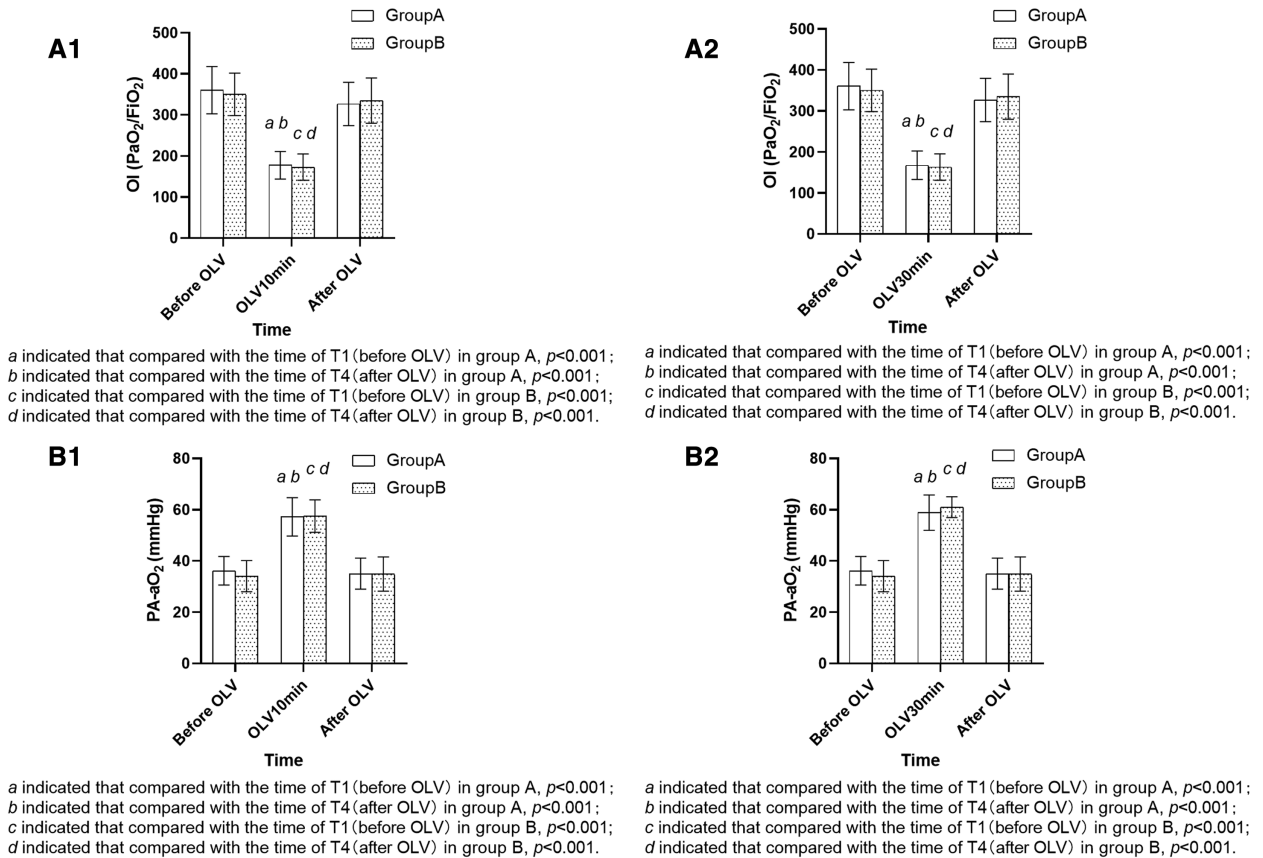 A1
GroupA
GroupB
500
400
300
200
100
0
OI (PaO2/FiO2)
a b
c d
Before OLV
OLV10min
After OLV
Time
a indicated that compared with the time of T1（before OLV）in group A, p<0.001；
b indicated that compared with the time of T4（after OLV）in group A, p<0.001；
c indicated that compared with the time of T1（before OLV）in group B, p<0.001；
d indicated that compared with the time of T4（after OLV）in group B, p<0.001.
A2
GroupA
GroupB
500
400
300
200
100
0
OI (PaO2/FiO2)
a b
c d
Before OLV
OLV30min
After OLV
Time
a indicated that compared with the time of T1（before OLV）in group A, p<0.001；
b indicated that compared with the time of T4（after OLV）in group A, p<0.001；
c indicated that compared with the time of T1（before OLV）in group B, p<0.001；
d indicated that compared with the time of T4（after OLV）in group B, p<0.001.
B1
GroupA
GroupB
80
60
40
20
0
PA-aO2 (mmHg)
a b
c d
Before OLV
OLV10min
After OLV
Time
a indicated that compared with the time of T1（before OLV）in group A, p<0.001；
b indicated that compared with the time of T4（after OLV）in group A, p<0.001；
c indicated that compared with the time of T1（before OLV）in group B, p<0.001；
d indicated that compared with the time of T4（after OLV）in group B, p<0.001.
B2
GroupA
GroupB
80
60
40
20
0
PA-aO2 (mmHg)
a b
c d
Before OLV
OLV30min
After OLV
Time
a indicated that compared with the time of T1（before OLV）in group A, p<0.001；
b indicated that compared with the time of T4（after OLV）in group A, p<0.001；
c indicated that compared with the time of T1（before OLV）in group B, p<0.001；
d indicated that compared with the time of T4（after OLV）in group B, p<0.001.